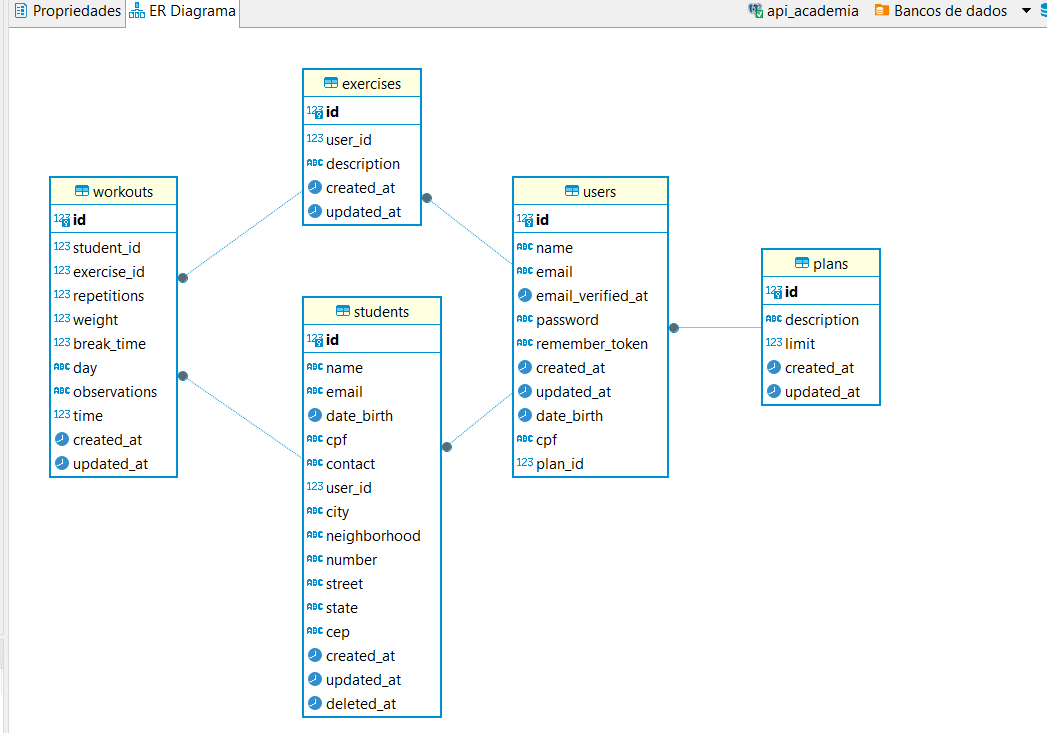 Propriedades
ER Diagrama
api_academia
Bancos de dados
exercises
123 id
123 user_id
ABC description
created_at
updated_at
workouts
123 id
123 student_id
123 exercise_id
123 repetitions
123 weight
123 break_time
ABC day
ABC observations
123 time
created_at
updated_at
students
123 id
ABC name
ABC email
date_birth
ABC cpf
ABC contact
123 user_id
ABC city
ABC neighborhood
ABC number
ABC street
ABC state
ABC cep
created_at
updated_at
deleted_at
users
123 id
ABC name
ABC email
email_verified_at
ABC password
ABC remember_token
created_at
updated_at
date_birth
ABC cpf
123 plan_id
plans
123 id
ABC description
123 limit
created_at
updated_at